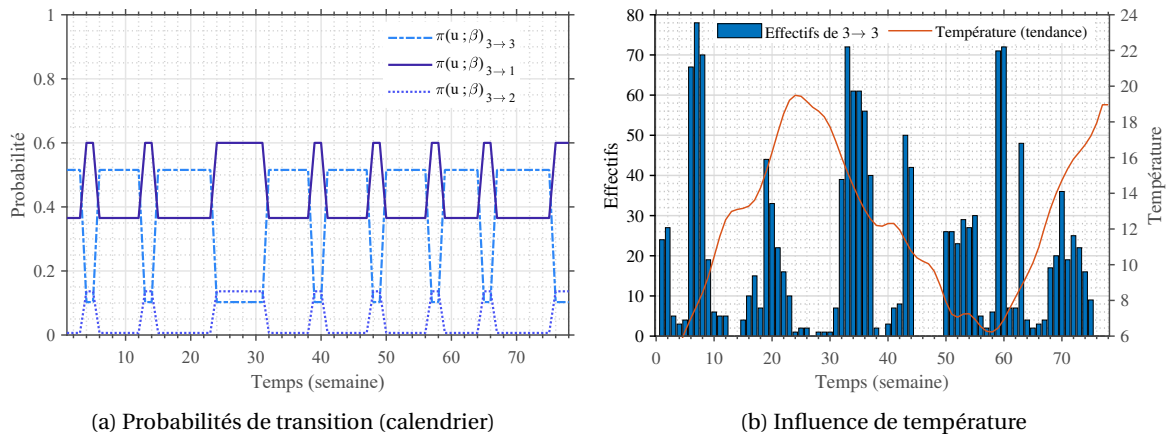 π(u ;β) 3→3
π(u ;β) 3→1
π(u ;β) 3→2
1
0.8
0.6
0.4
0.2
0
Probabilité
10 20 30 40 50 60 70
Temps (semaine)
(a) Probabilités de transition (calendrier)
Effectifs de 3→ 3
Température (tendance)
80
70
60
50
40
30
20
10
0
Effectifs
24
22
20
18
16
14
12
10
8
6
Température
0 10 20 30 40 50 60 70
Temps (semaine)
(b) Influence de température